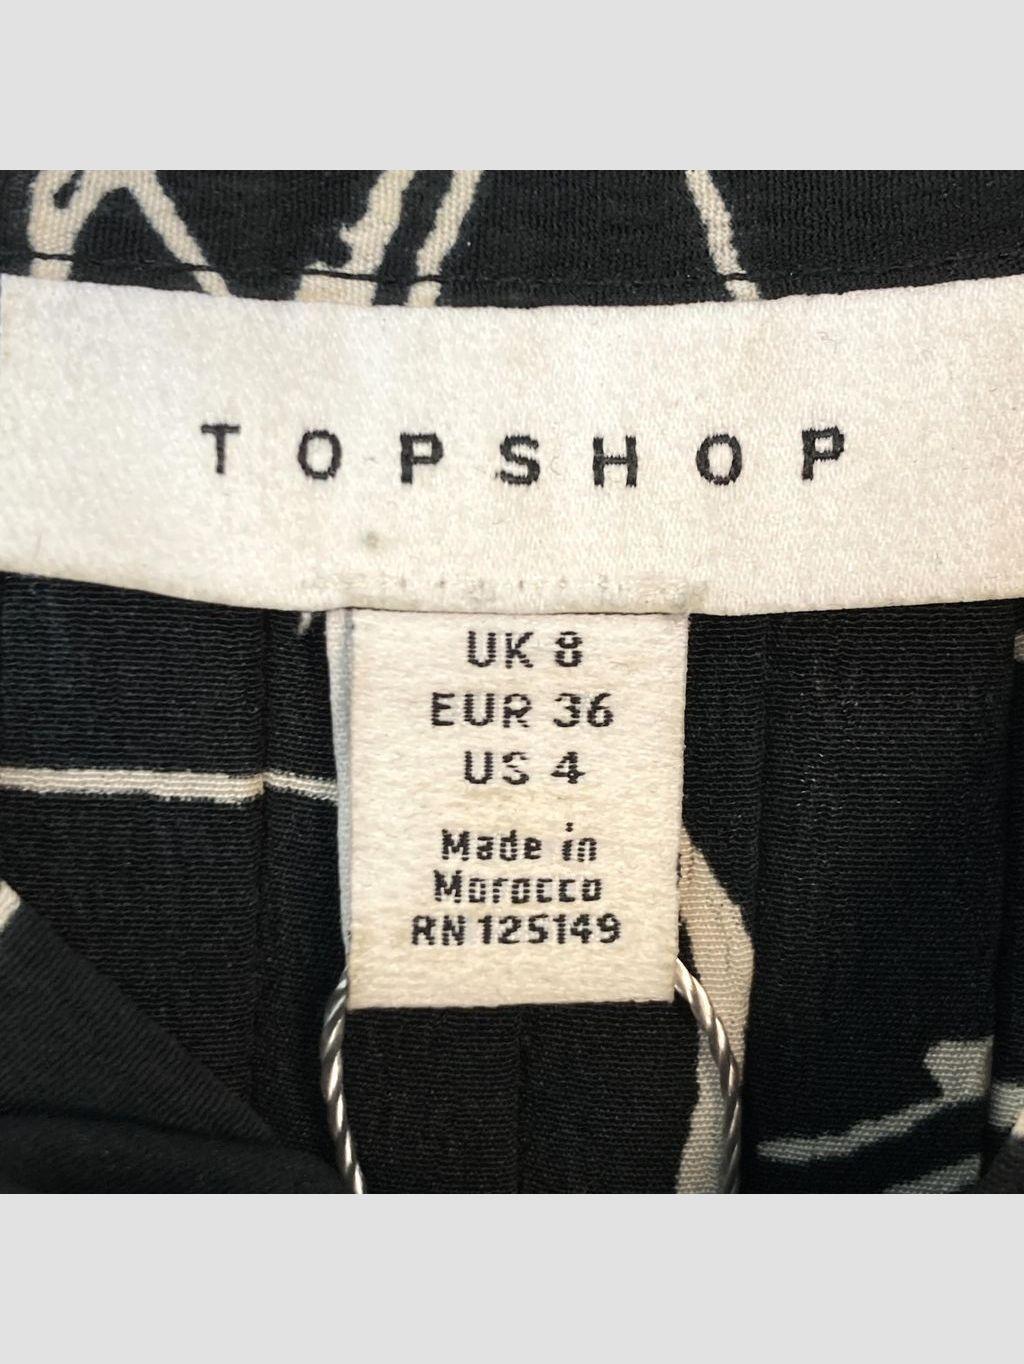 TOPSHOP
UK 8
EUR 36
US 4
Made in
Morocco
RN 125149